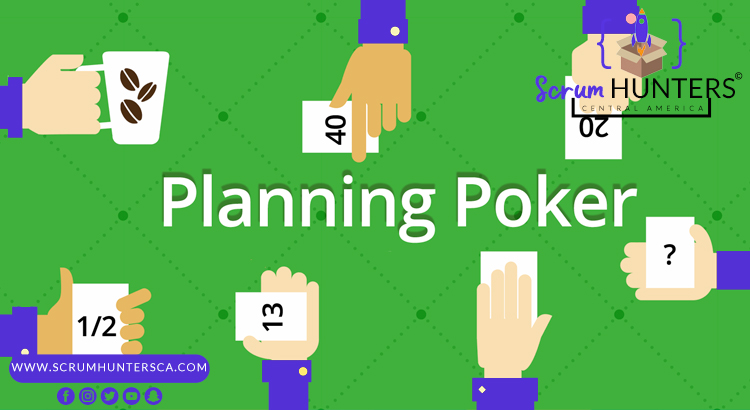 Scrum HUNTERS©
CENTRAL AMERICA
40
20
Planning Poker
?
1/2
13
WWW.SCRUMHUNTERSCA.COM